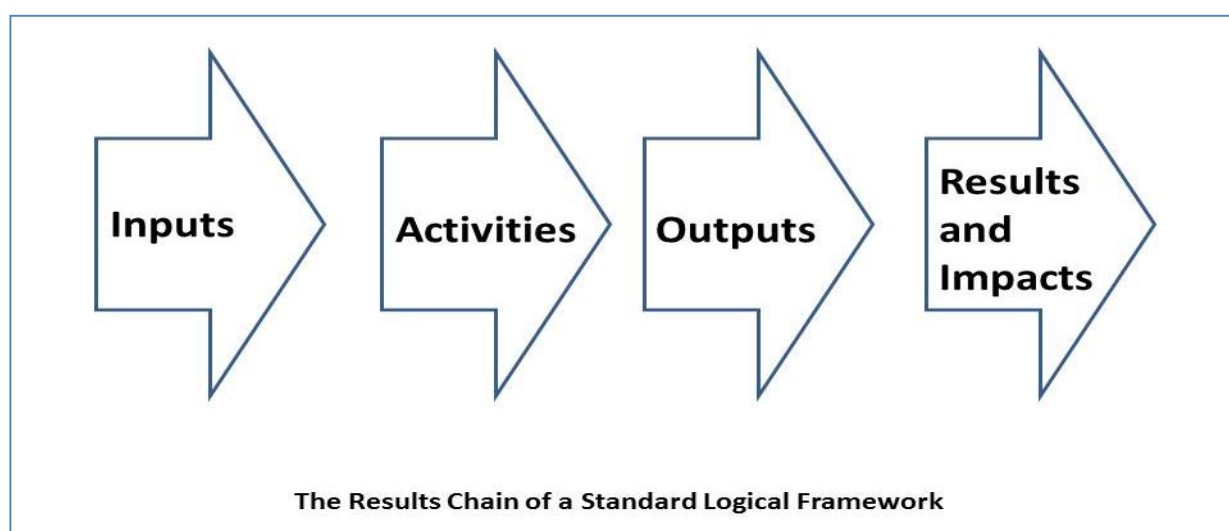 Inputs
Activities
Outputs
Results
and
Impacts
The Results Chain of a Standard Logical Framework